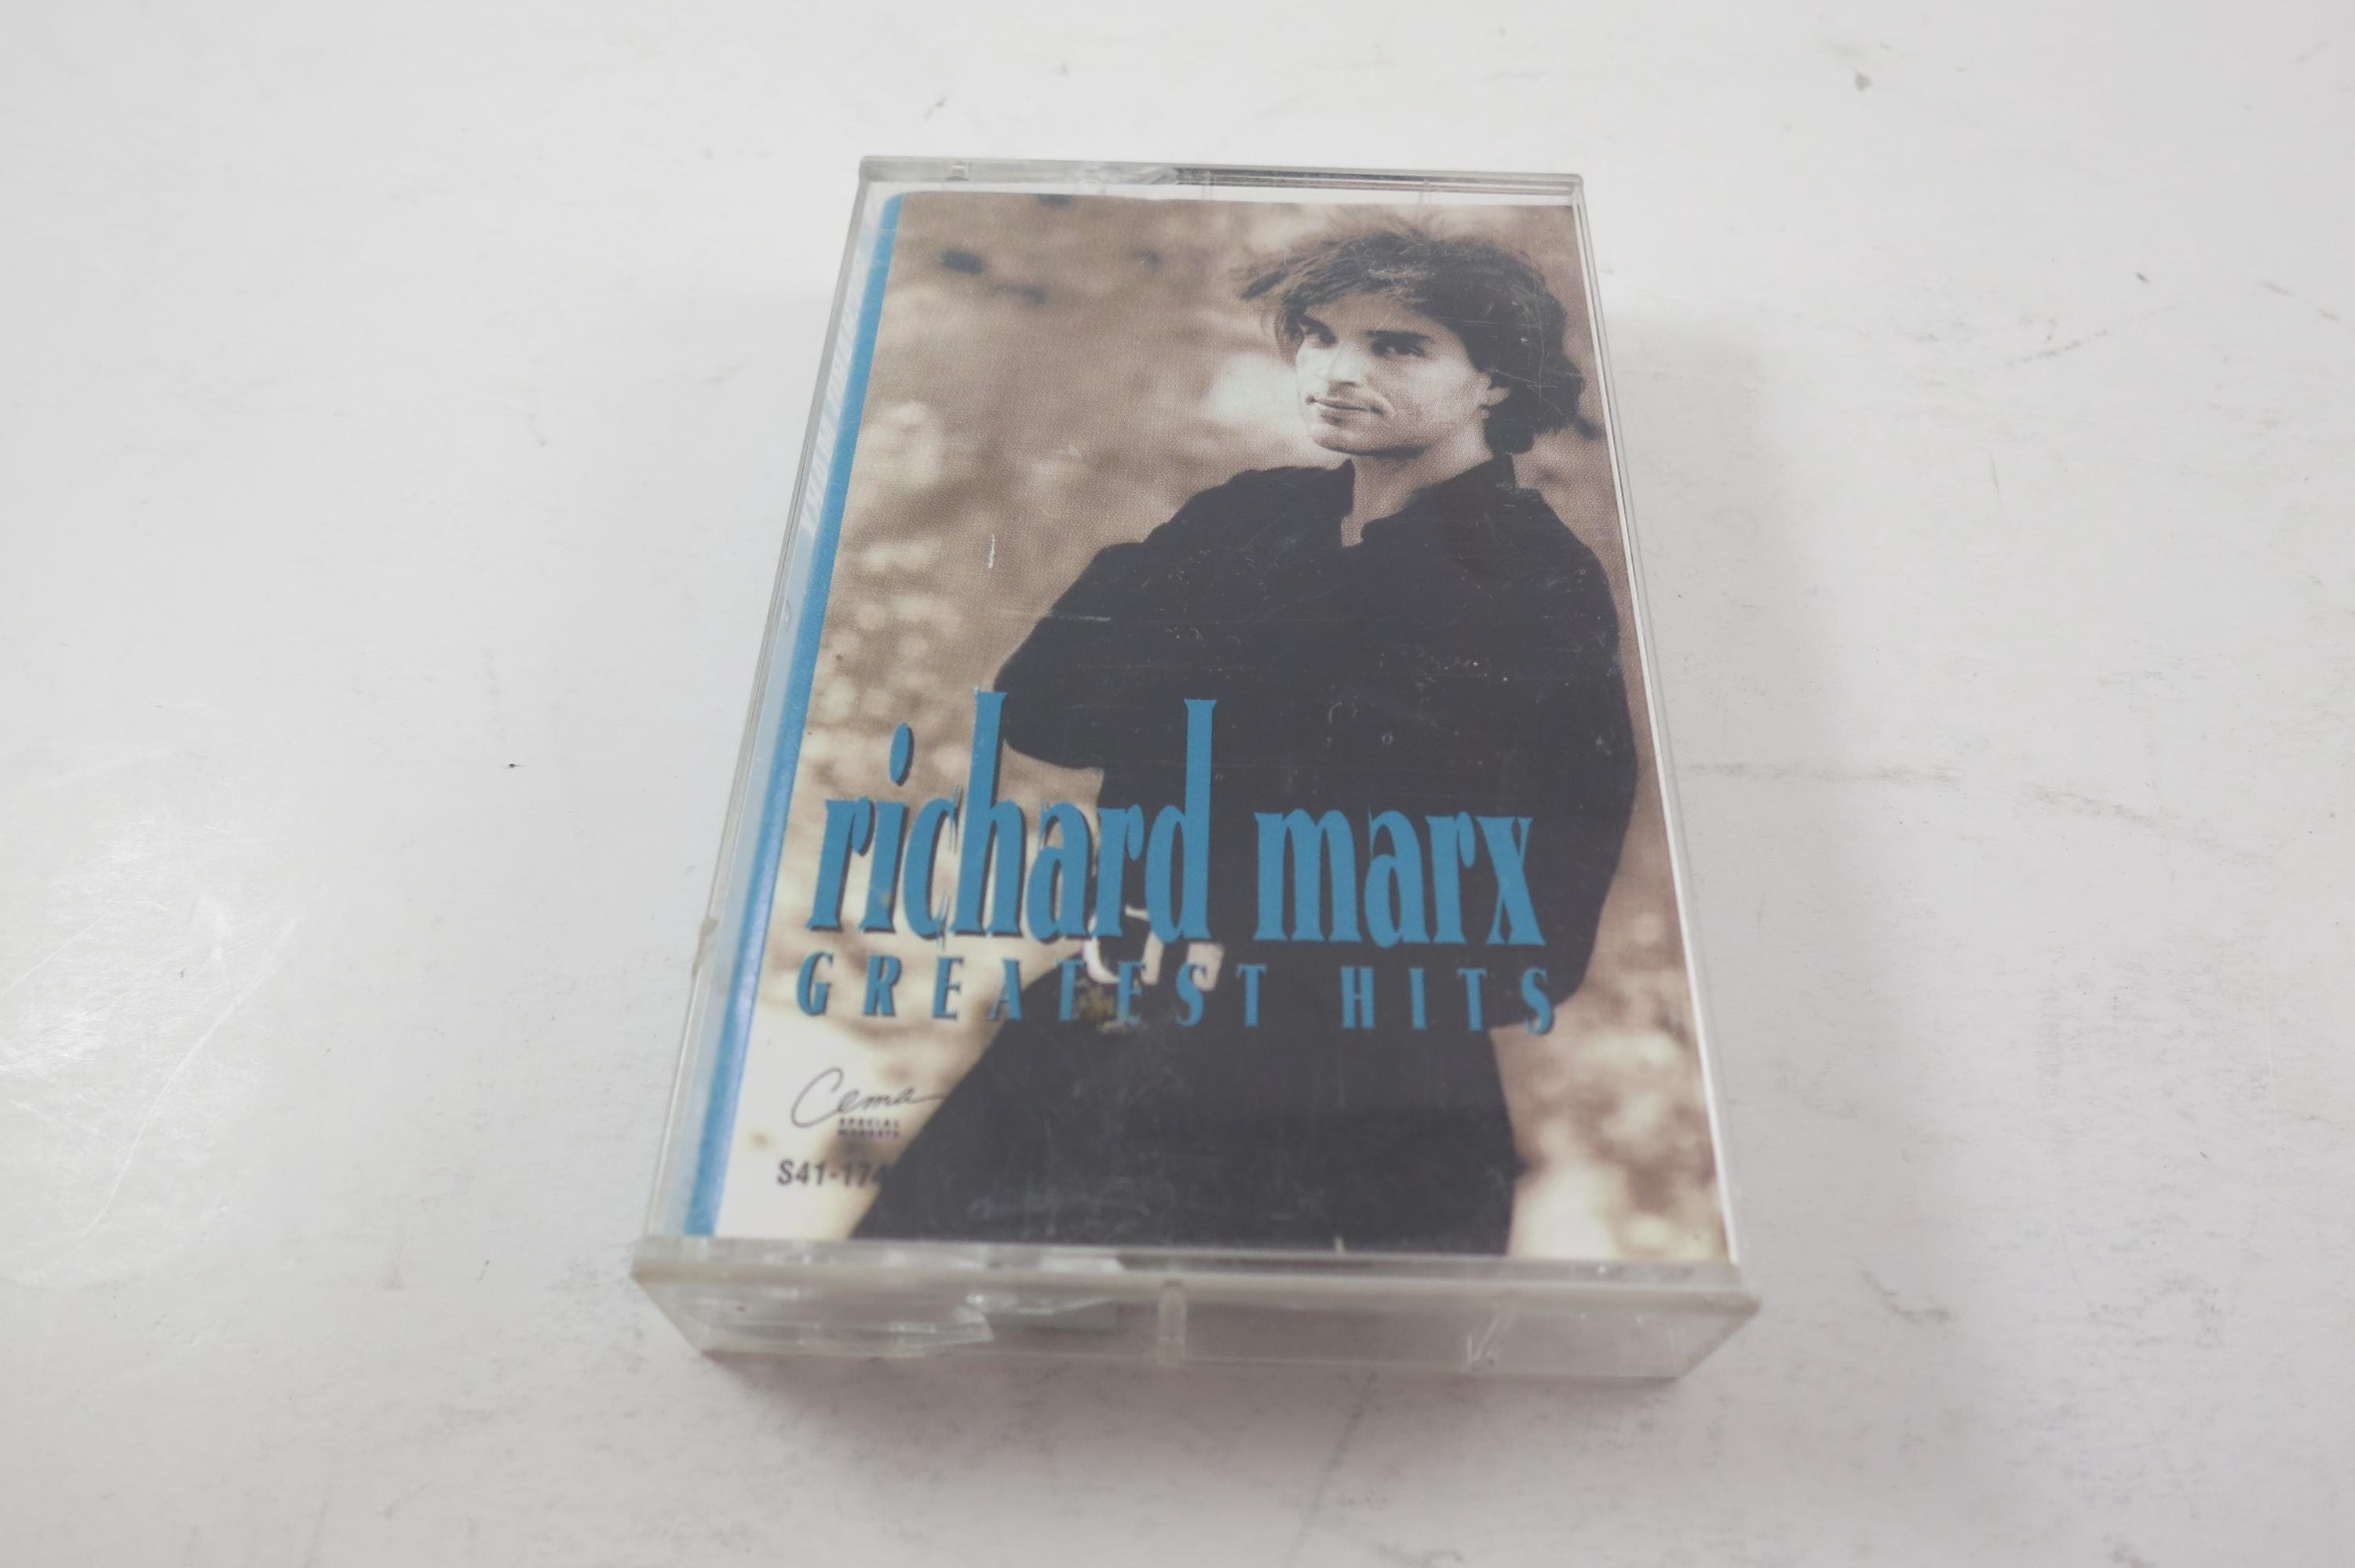 richard marx
GREATEST HITS
Cema
SPECIAL
MARKETS
S41-174